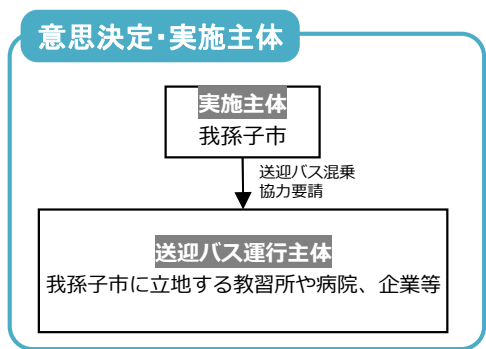 意思決定・実施主体
実施主体
我孫子市
送迎バス混乗
協力要請
送迎バス運行主体
我孫子市に立地する教習所や病院、企業等